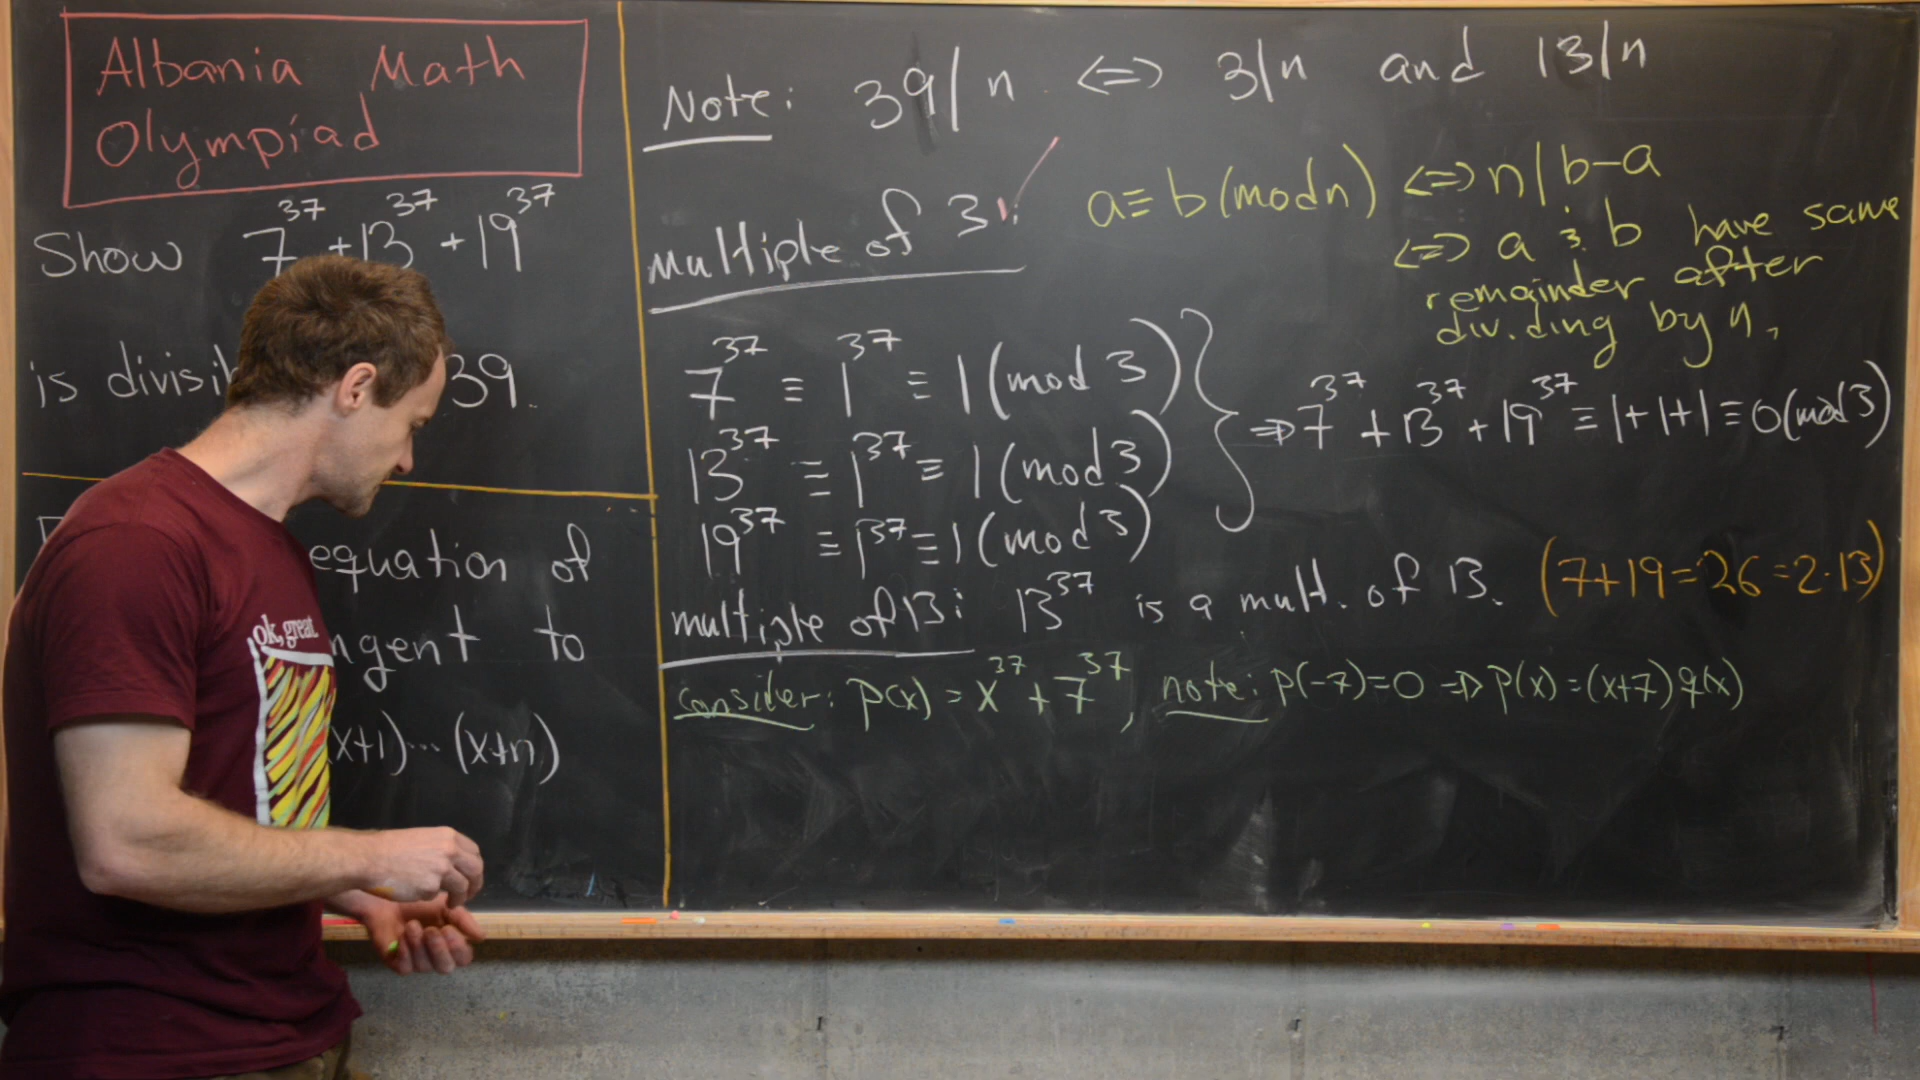 Albania Math
Olympiad
Show 7^37 + 13^37 + 19^37
is divisi 39.
equation of
ngent to
(x+1)⋯(x+n)
ok, great
Note: 39|n ⟺ 3|n and 13|n
multiple of 3: ✓
a ≡ b (mod n) ⟺ n|b-a
⟺ a & b have same
remainder after
dividing by n.
7^37 ≡ 1^37 ≡ 1 (mod 3)
13^37 ≡ 1^37 ≡ 1 (mod 3)
19^37 ≡ 1^37 ≡ 1 (mod 3)
⇒ 7^37 + 13^37 + 19^37 ≡ 1+1+1 ≡ 0 (mod 3)
multiple of 13: 13^37 is a mult. of 13. (7+19=26=2·13)
consider: p(x) = x^37 + 7^37, note: p(-7)=0 ⇒ p(x) = (x+7) q(x)